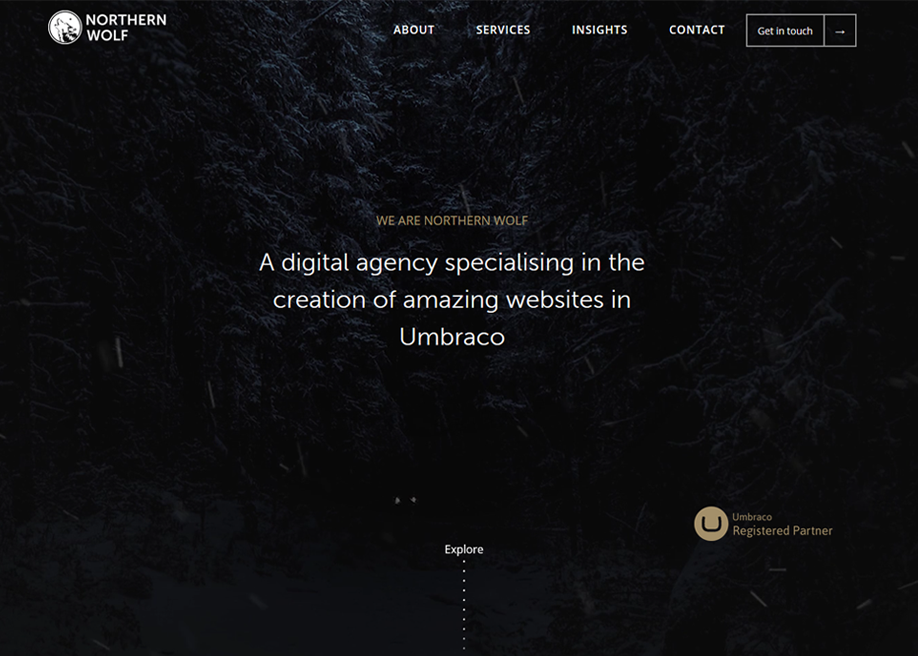 NORTHERN
WOLF
ABOUT
SERVICES
INSIGHTS
CONTACT
Get in touch →
WE ARE NORTHERN WOLF
A digital agency specialising in the
creation of amazing websites in
Umbraco
Umbraco
Registered Partner
Explore